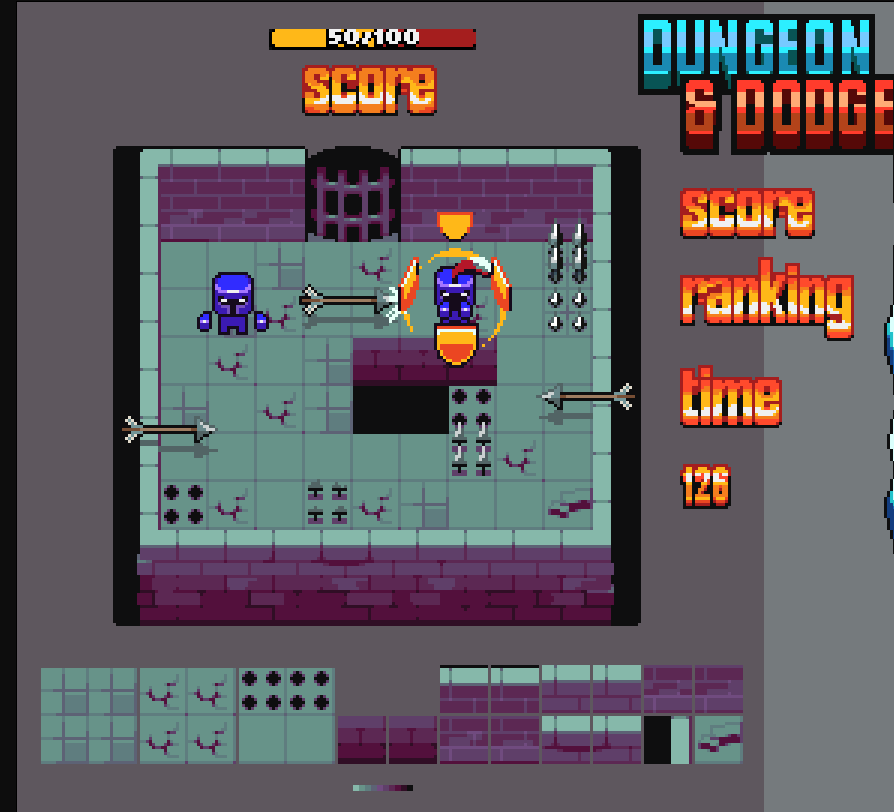 50/100
score
DUNGEON
& DODGE
score
ranking
time
126